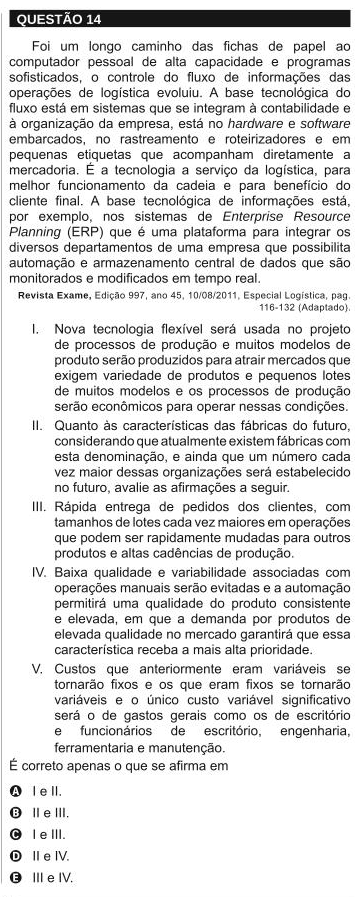 QUESTÃO 14
Foi um longo caminho das fichas de papel ao
computador pessoal de alta capacidade e programas
sofisticados, o controle do fluxo de informações das
operações de logística evoluiu. A base tecnológica do
fluxo está em sistemas que se integram à contabilidade e
à organização da empresa, está no hardware e software
embarcados, no rastreamento e roteirizadores e em
pequenas etiquetas que acompanham diretamente a
mercadoria. É a tecnologia a serviço da logística, para
melhor funcionamento da cadeia e para benefício do
cliente final. A base tecnológica de informações está,
por exemplo, nos sistemas de Enterprise Resource
Planning (ERP) que é uma plataforma para integrar os
diversos departamentos de uma empresa que possibilita
automação e armazenamento central de dados que são
monitorados e modificados em tempo real.
Revista Exame, Edição 997, ano 45, 10/08/2011, Especial Logística, pag.
116-132 (Adaptado).
I. Nova tecnologia flexível será usada no projeto
de processos de produção e muitos modelos de
produto serão produzidos para atrair mercados que
exigem variedade de produtos e pequenos lotes
de muitos modelos e os processos de produção
serão econômicos para operar nessas condições.
II. Quanto às características das fábricas do futuro,
considerando que atualmente existem fábricas com
esta denominação, e ainda que um número cada
vez maior dessas organizações será estabelecido
no futuro, avalie as afirmações a seguir.
III. Rápida entrega de pedidos dos clientes, com
tamanhos de lotes cada vez maiores em operações
que podem ser rapidamente mudadas para outros
produtos e altas cadências de produção.
IV. Baixa qualidade e variabilidade associadas com
operações manuais serão evitadas e a automação
permitirá uma qualidade do produto consistente
e elevada, em que a demanda por produtos de
elevada qualidade no mercado garantirá que essa
característica receba a mais alta prioridade.
V. Custos que anteriormente eram variáveis se
tornarão fixos e os que eram fixos se tornarão
variáveis e o único custo variável significativo
será o de gastos gerais como os de escritório
e funcionários de escritório, engenharia,
ferramentaria e manutenção.
É correto apenas o que se afirma em
A I e II.
B II e III.
C I e III.
D II e IV.
E III e IV.